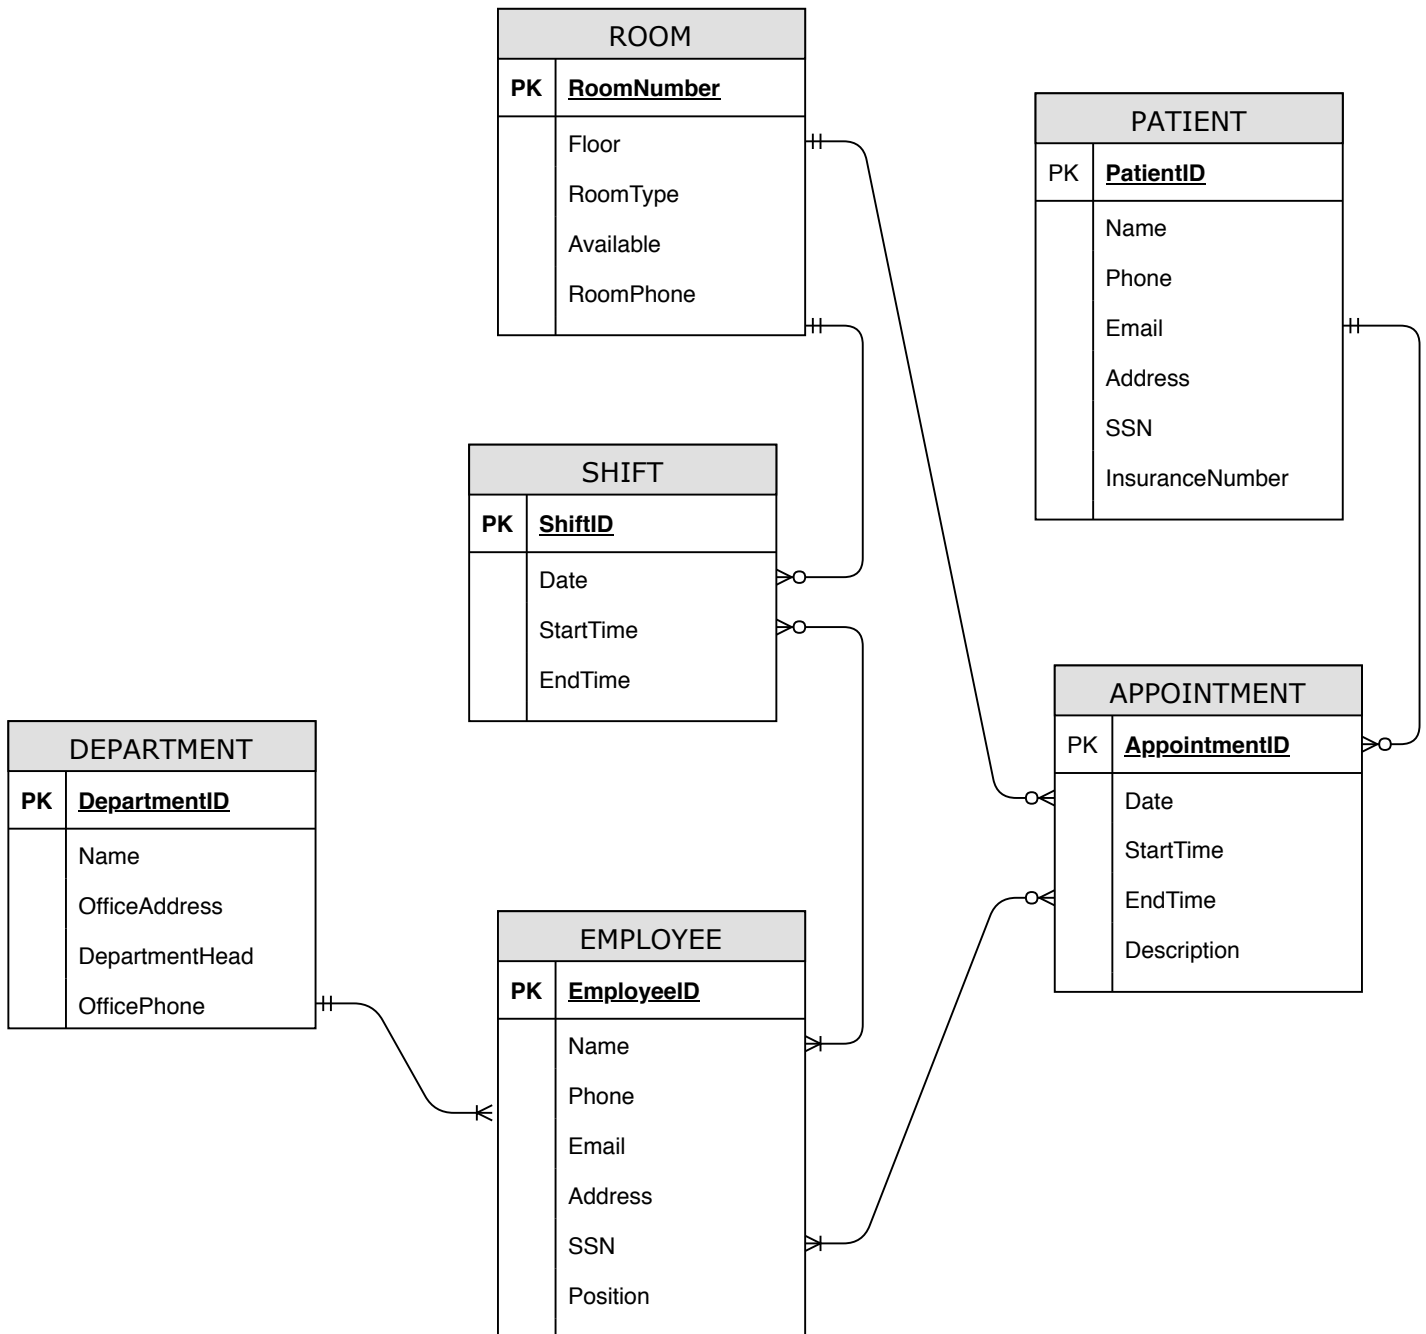 ROOM
PK RoomNumber
Floor
RoomType
Available
RoomPhone
PATIENT
PK PatientID
Name
Phone
Email
Address
SSN
InsuranceNumber
SHIFT
PK ShiftID
Date
StartTime
EndTime
APPOINTMENT
PK AppointmentID
Date
StartTime
EndTime
Description
DEPARTMENT
PK DepartmentID
Name
OfficeAddress
DepartmentHead
OfficePhone
EMPLOYEE
PK EmployeeID
Name
Phone
Email
Address
SSN
Position